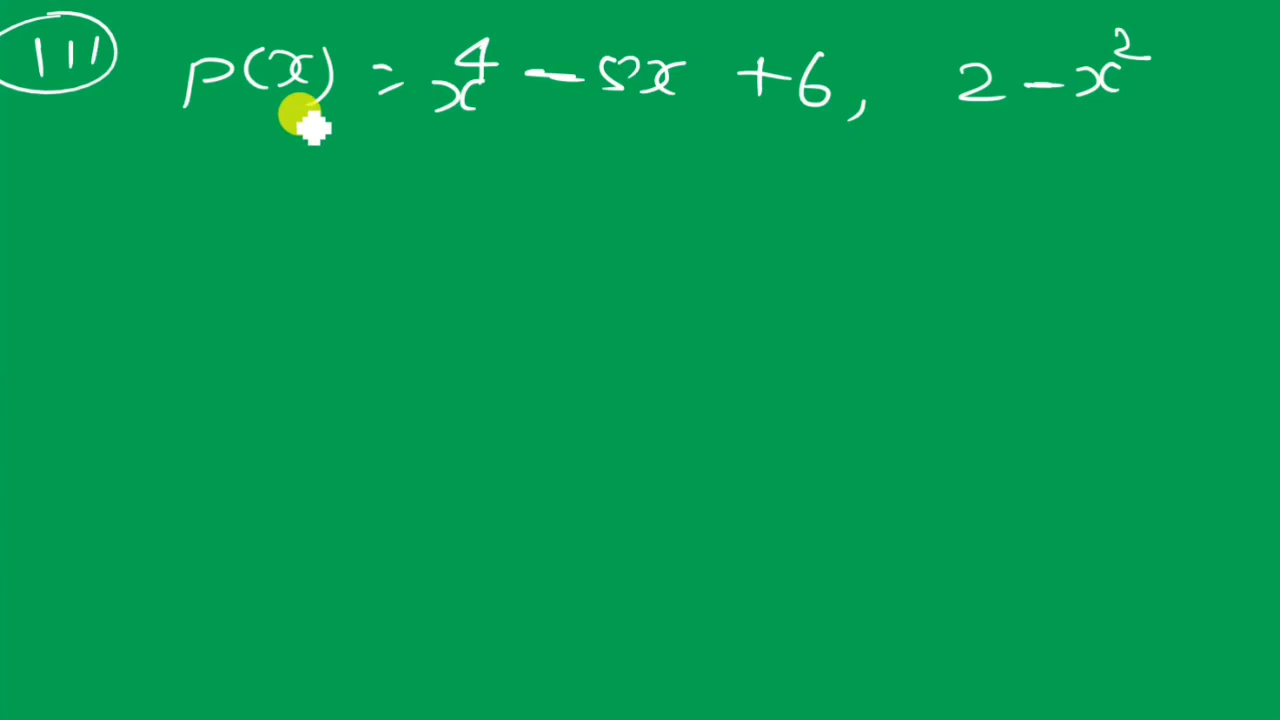 (III) p(x) = x⁴ - 5x + 6, 2 - x²